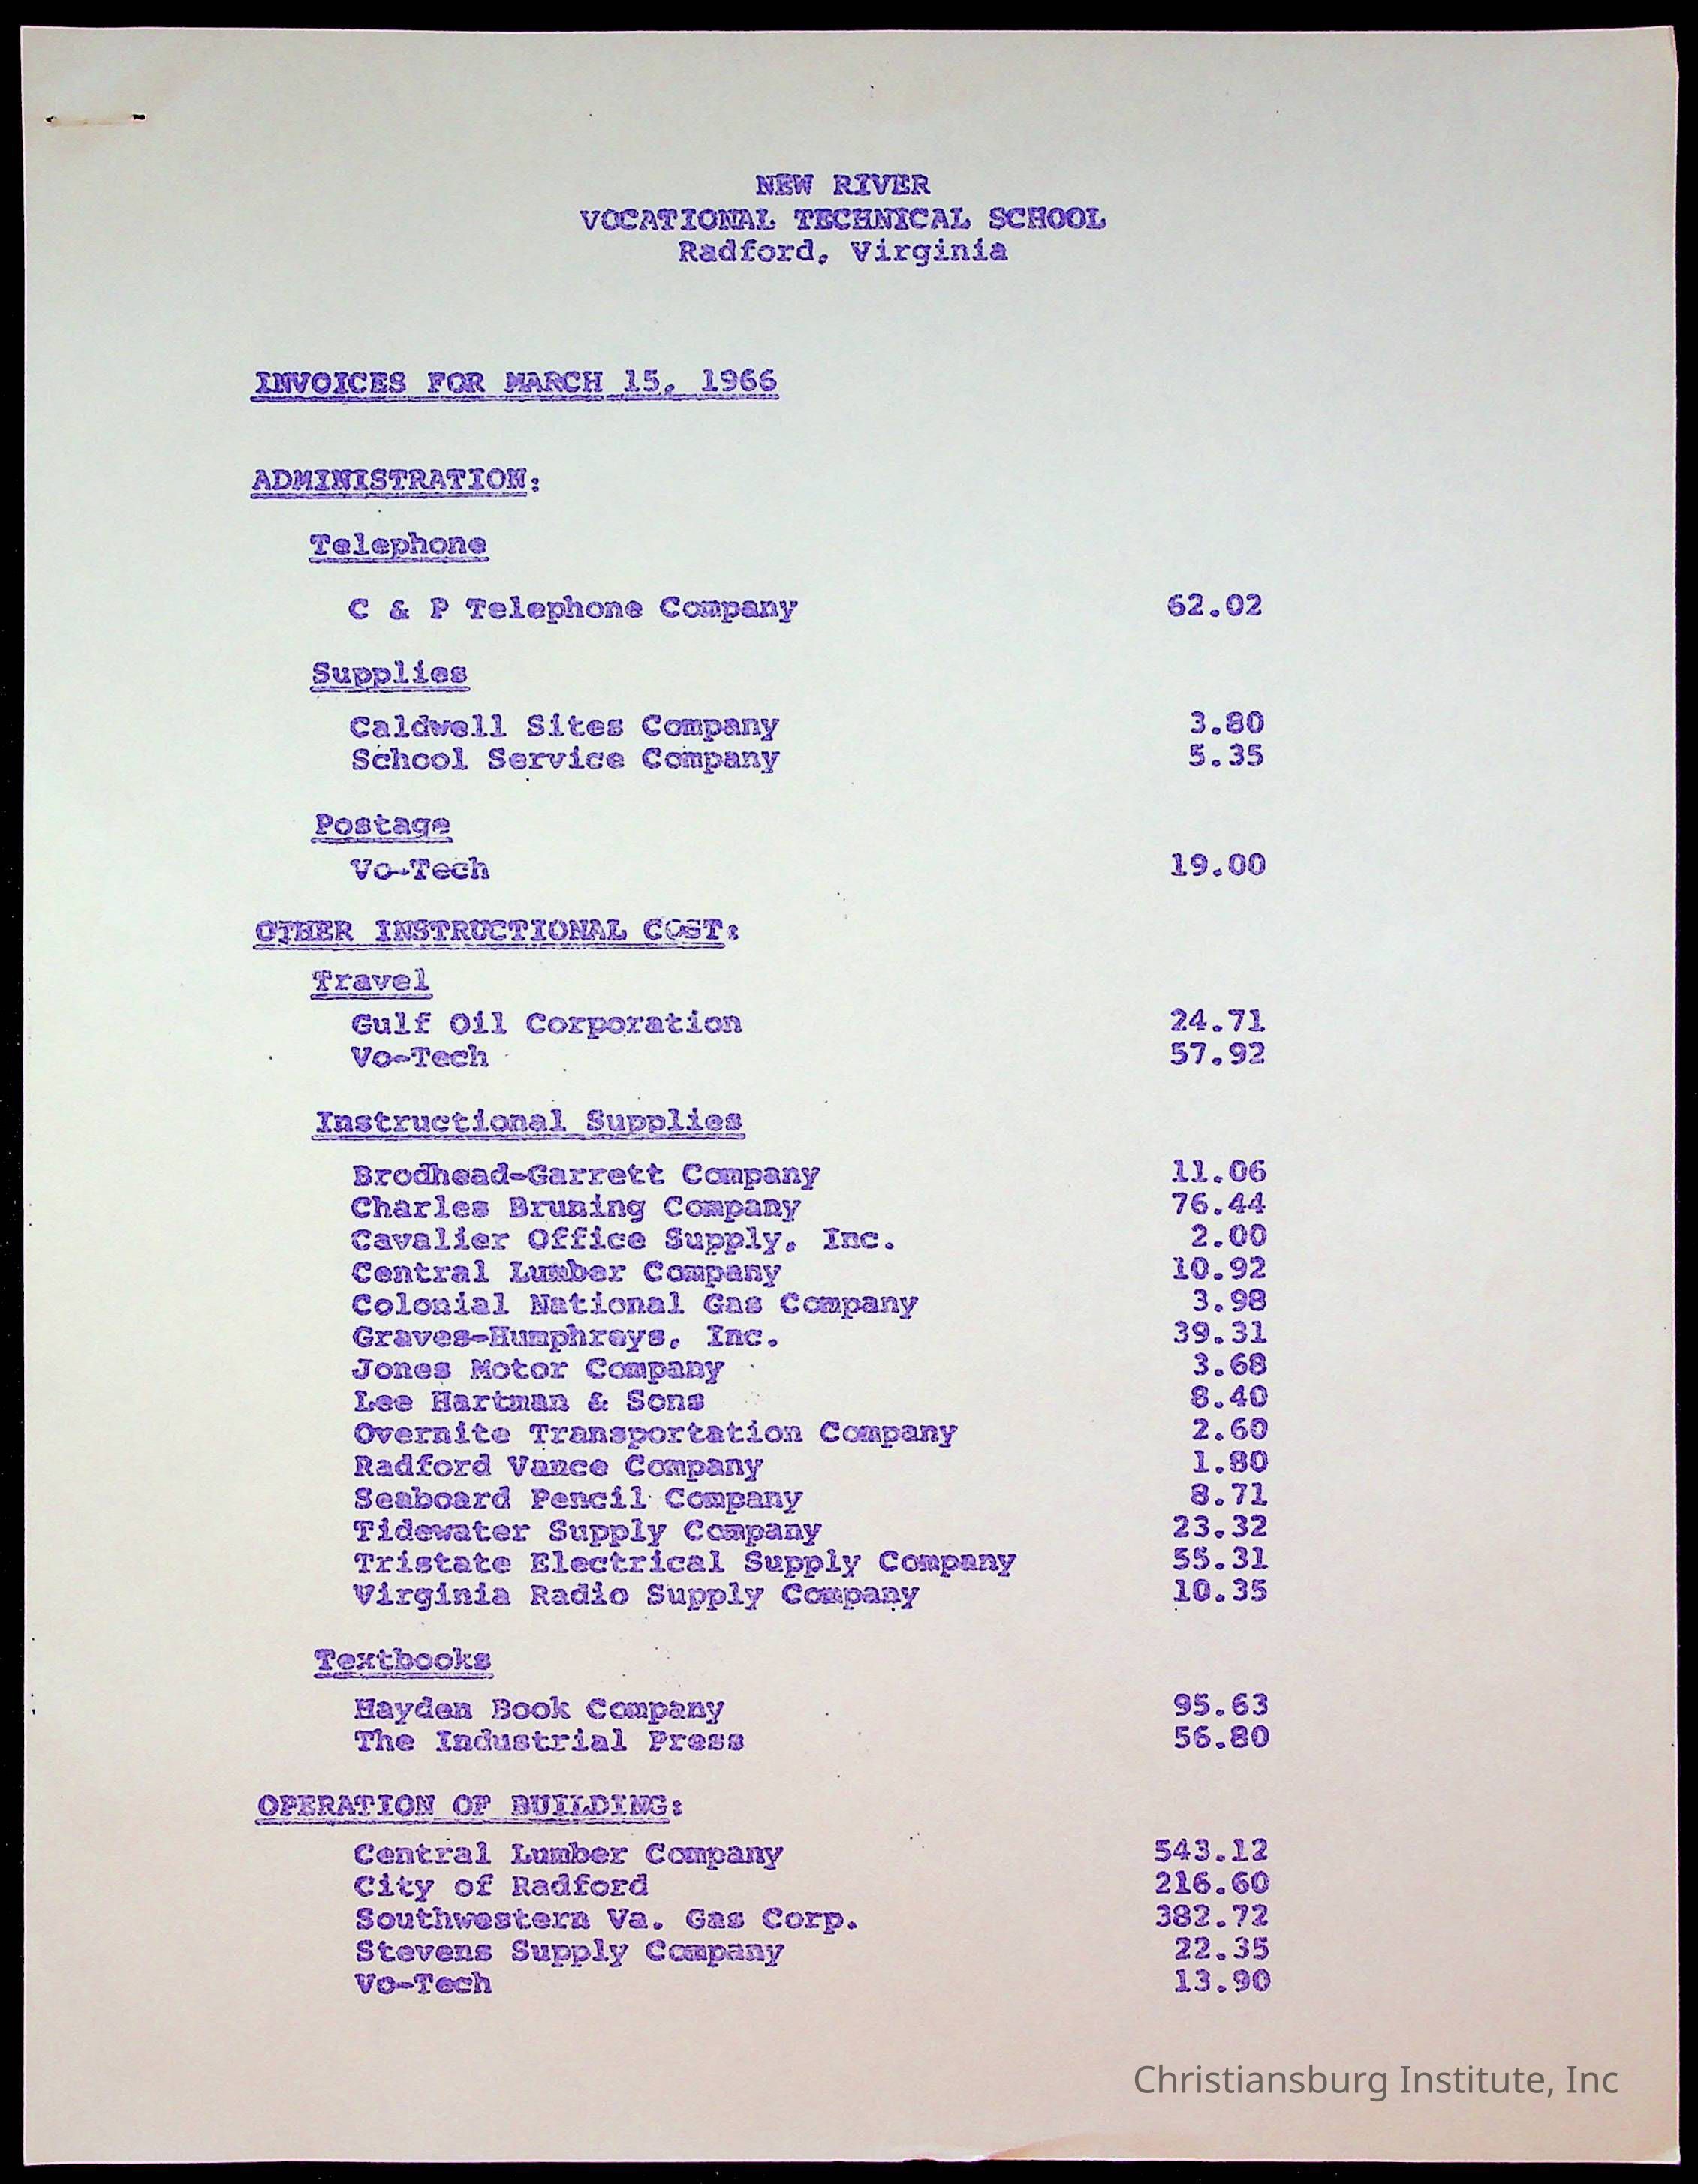 NEW RIVER
VOCATIONAL TECHNICAL SCHOOL
Radford, Virginia
INVOICES FOR MARCH 15, 1966
ADMINISTRATION:
Telephone
C & P Telephone Company 62.02
Supplies
Caldwell Sites Company 3.80
School Service Company 5.35
Postage
Vo-Tech 19.00
OTHER INSTRUCTIONAL COST:
Travel
Gulf Oil Corporation 24.71
Vo-Tech 57.92
Instructional Supplies
Brodhead-Garrett Company 11.06
Charles Bruning Company 76.44
Cavalier Office Supply, Inc. 2.00
Central Lumber Company 10.92
Colonial National Gas Company 3.98
Graves-Humphreys, Inc. 39.31
Jones Motor Company 3.68
Lee Hartman & Sons 8.40
Overnite Transportation Company 2.60
Radford Vance Company 1.80
Seaboard Pencil Company 8.71
Tidewater Supply Company 23.32
Tristate Electrical Supply Company 55.31
Virginia Radio Supply Company 10.35
Textbooks
Hayden Book Company 95.63
The Industrial Press 56.80
OPERATION OF BUILDING:
Central Lumber Company 543.12
City of Radford 216.60
Southwestern Va. Gas Corp. 382.72
Stevens Supply Company 22.35
Vo-Tech 13.90
Christiansburg Institute, Inc